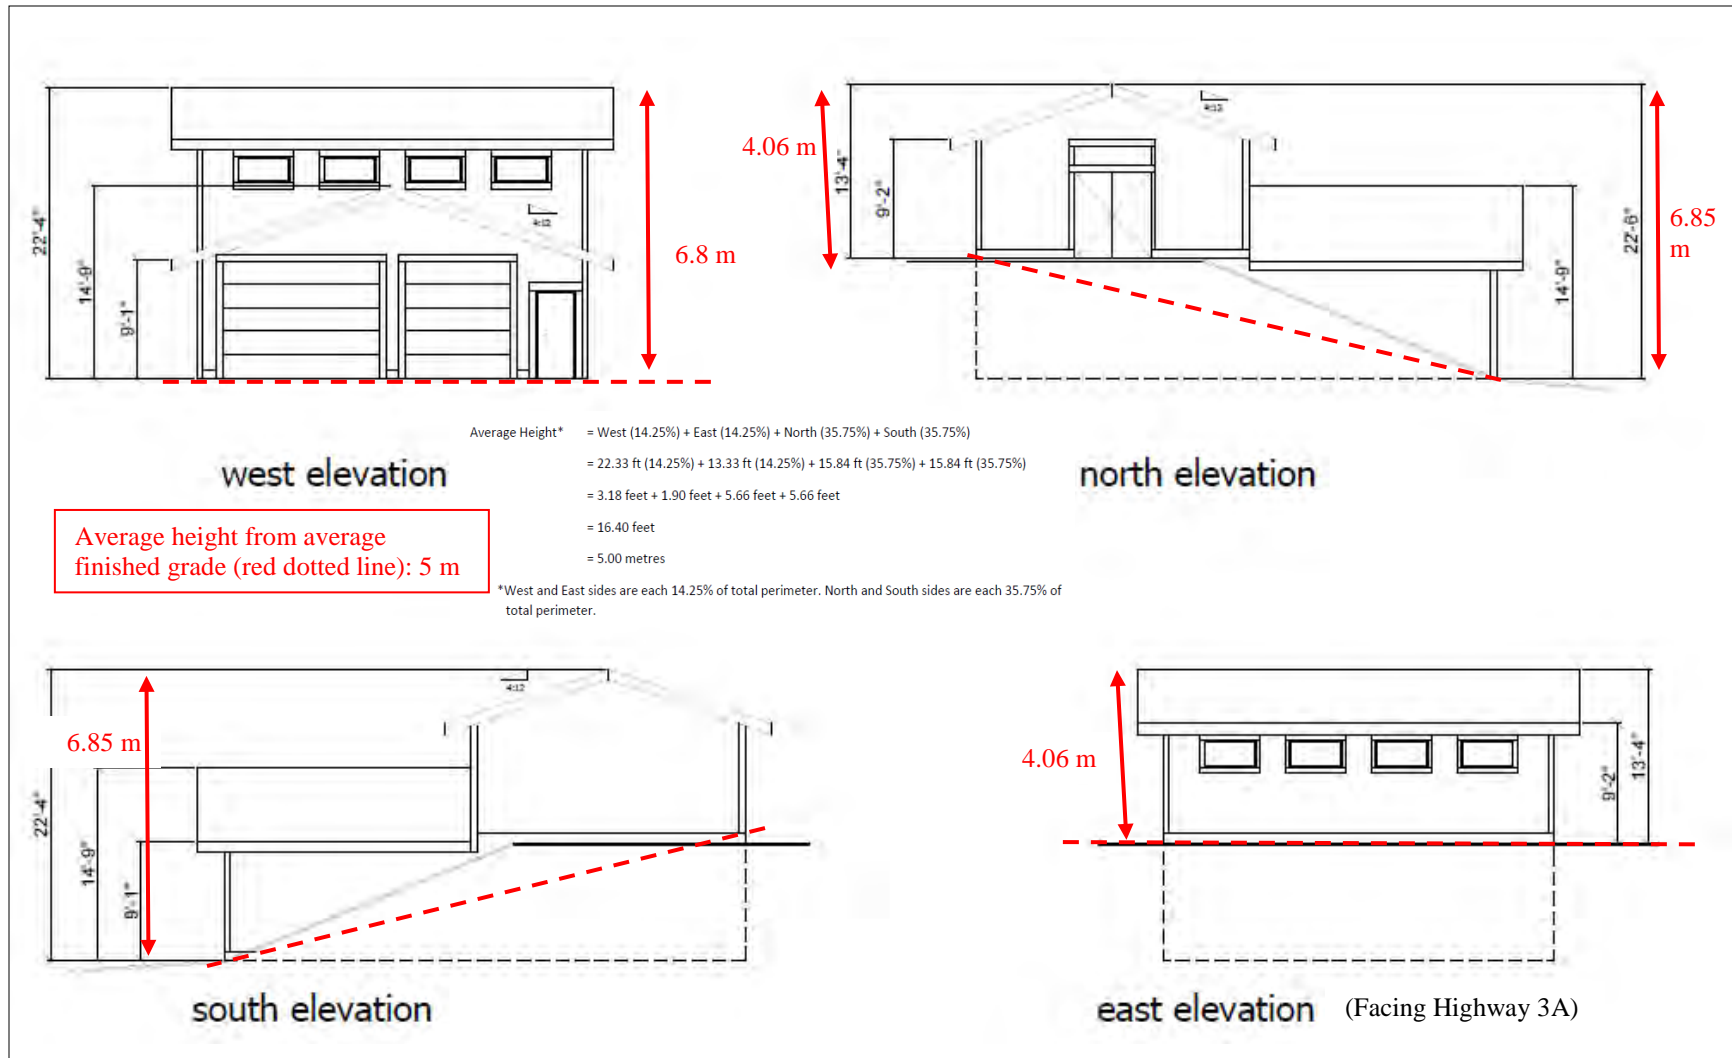 22'-4"
14'-9"
9'-1"
4:12
6.8 m
west elevation
4.06 m
13'-4"
9'-2"
4:12
14'-9"
22'-6"
6.85
m
north elevation
Average Height* = West (14.25%) + East (14.25%) + North (35.75%) + South (35.75%)
= 22.33 ft (14.25%) + 13.33 ft (14.25%) + 15.84 ft (35.75%) + 15.84 ft (35.75%)
= 3.18 feet + 1.90 feet + 5.66 feet + 5.66 feet
= 16.40 feet
= 5.00 metres
*West and East sides are each 14.25% of total perimeter. North and South sides are each 35.75% of
total perimeter.
Average height from average
finished grade (red dotted line): 5 m
22'-4"
6.85 m
14'-9"
9'-1"
4:12
south elevation
4.06 m
9'-2"
13'-4"
east elevation (Facing Highway 3A)